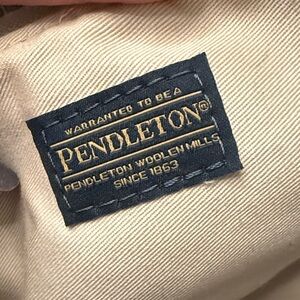 WARRANTED TO BE A
PENDLETON®
PENDLETON WOOLEN MILLS
SINCE 1863